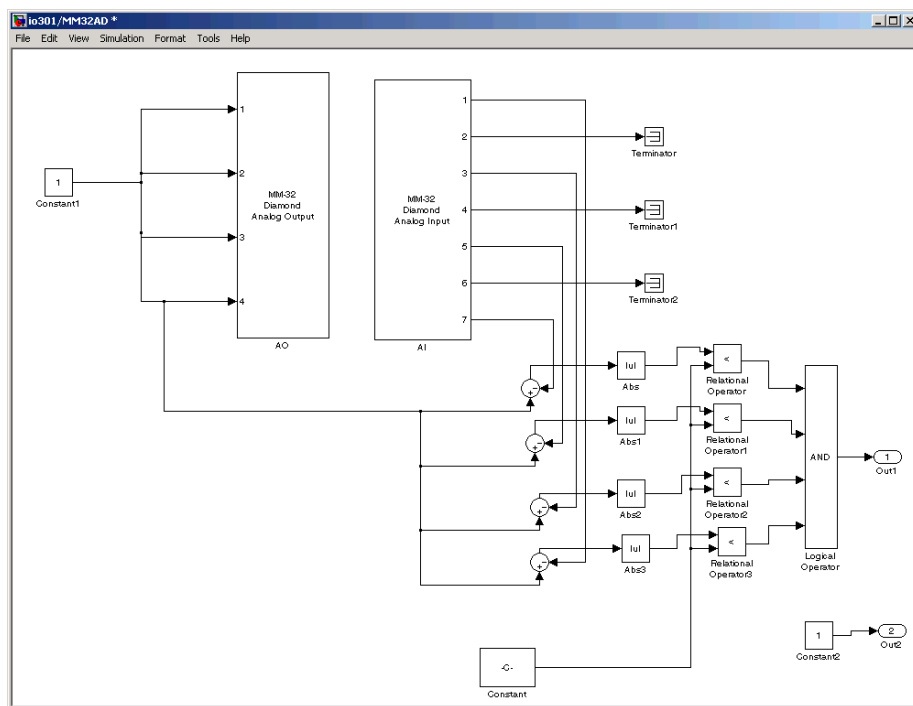 io301/MM32AD *
File Edit View Simulation Format Tools Help
1
Constant1
1
2
3
4
MM-32
Diamond
Analog Output
AO
1
2
3
4
5
6
7
MM-32
Diamond
Analog Input
AI
Terminator
Terminator1
Terminator2
+
−
+
−
+
−
+
−
|u|
Abs
|u|
Abs1
|u|
Abs2
|u|
Abs3
<
Relational
Operator
<
Relational
Operator1
<
Relational
Operator2
<
Relational
Operator3
AND
Logical
Operator
1
Out1
-C-
Constant
1
Constant2
2
Out2